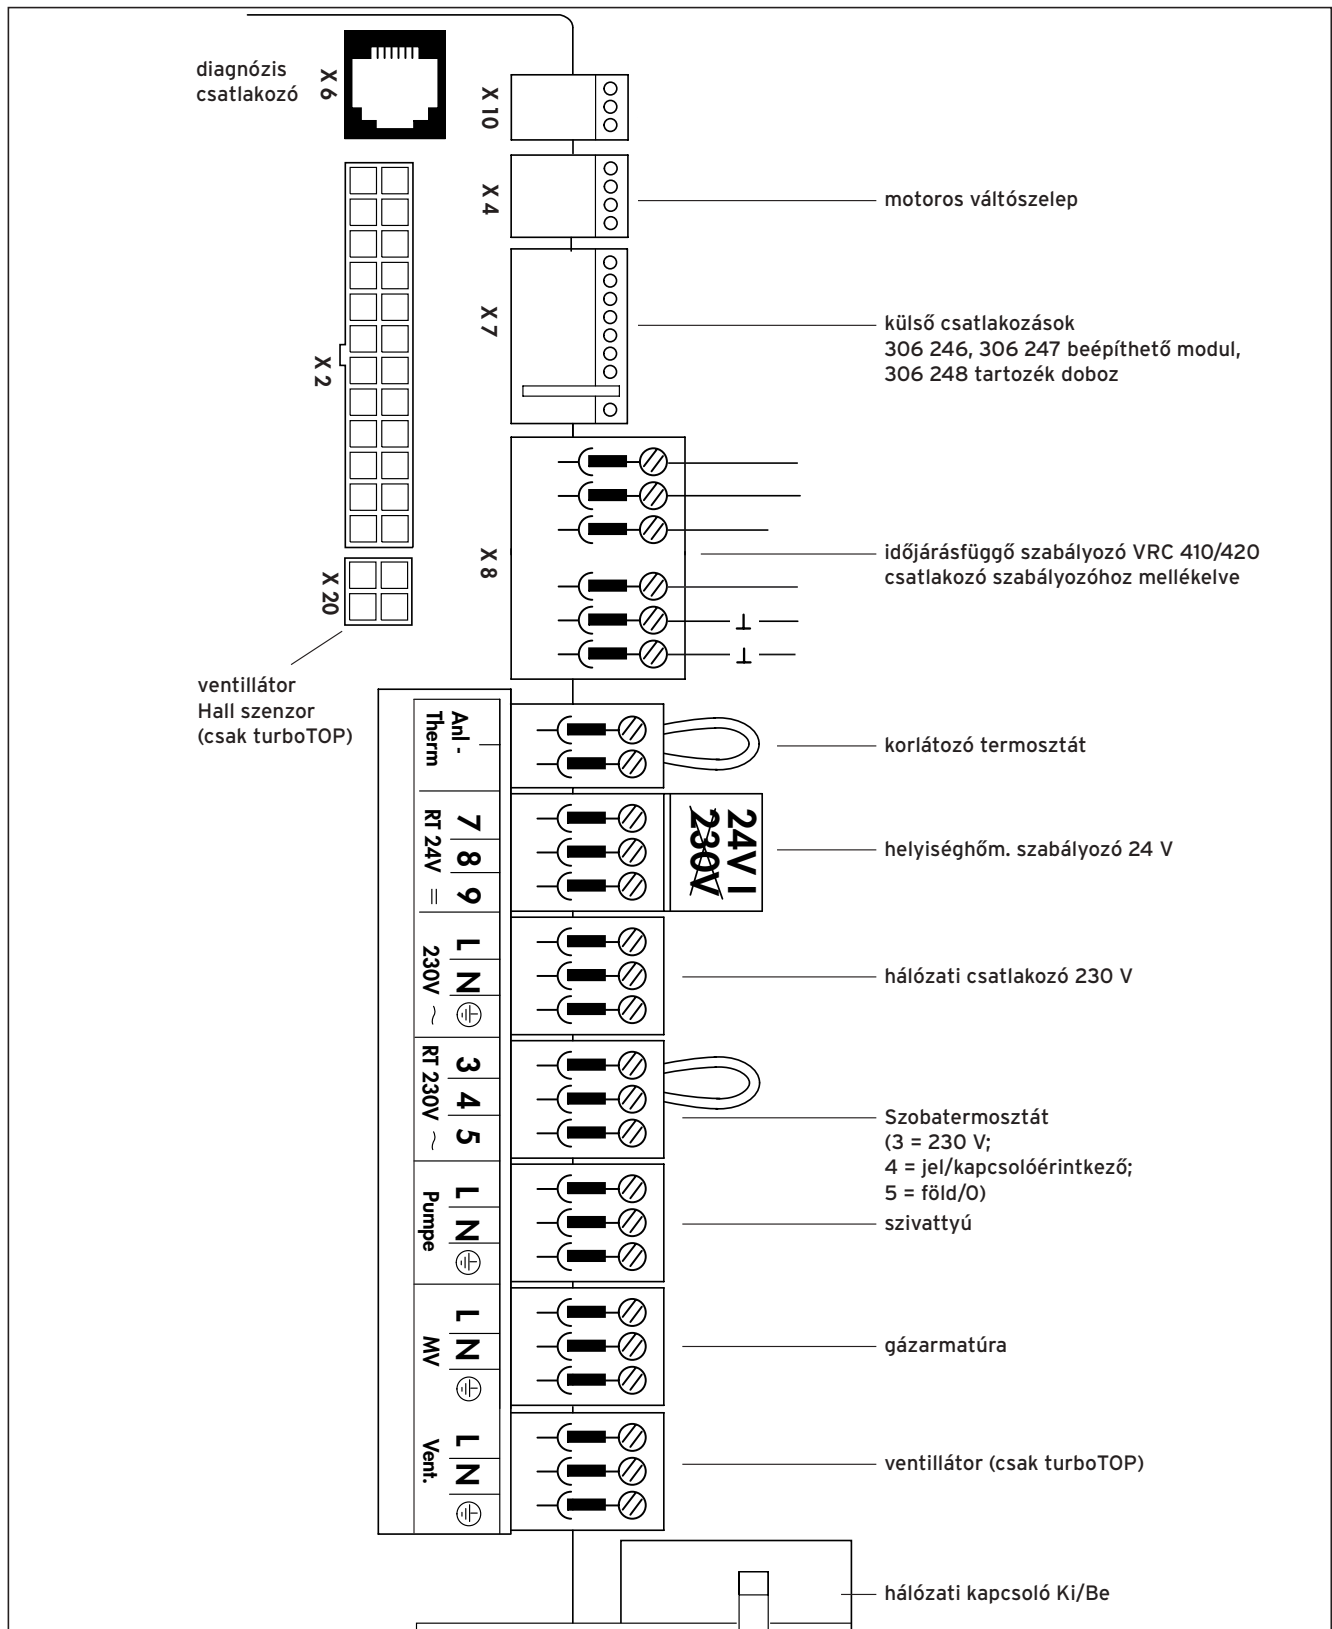 diagnózis
csatlakozó
X 6
X 10
X 4
motoros váltószelep
X 7
külső csatlakozások
306 246, 306 247 beépíthető modul,
306 248 tartozék doboz
X 2
X 8
időjárásfüggő szabályozó VRC 410/420
csatlakozó szabályozóhoz mellékelve
X 20
ventillátor
Hall szenzor
(csak turboTOP)
Anl -
Therm
korlátozó termosztát
7 8 9
RT 24V =
24V
230V
helyiséghőm. szabályozó 24 V
L N
230V ~
hálózati csatlakozó 230 V
3 4 5
RT 230V ~
Szobatermosztát
(3 = 230 V;
4 = jel/kapcsolóérintkező;
5 = föld/0)
L N
Pumpe
szivattyú
L N
MV
gázarmatúra
L N
Vent.
ventillátor (csak turboTOP)
hálózati kapcsoló Ki/Be